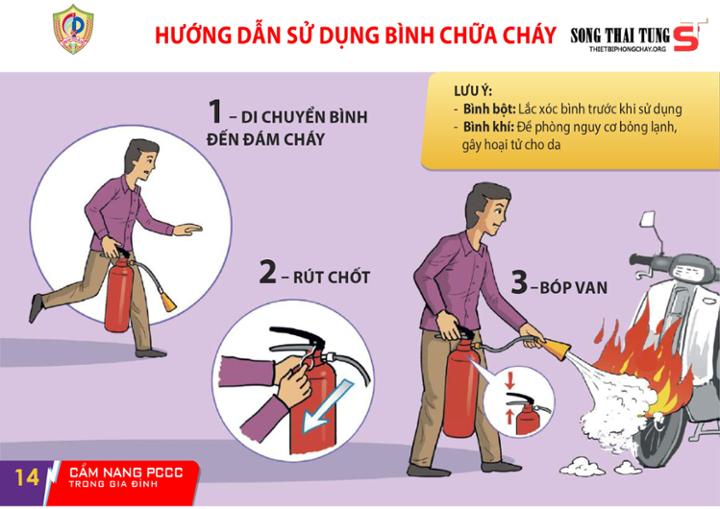 HƯỚNG DẪN SỬ DỤNG BÌNH CHỮA CHÁY
SONG THAI TUNG
THIETBIPHONGCHAY.ORG
LƯU Ý:
- Bình bột: Lắc xóc bình trước khi sử dụng
- Bình khí: Đề phòng nguy cơ bỏng lạnh,
gây hoại tử cho da
1 – DI CHUYỂN BÌNH
ĐẾN ĐÁM CHÁY
2 – RÚT CHỐT
3 –BÓP VAN
14
CẨM NANG PCCC
TRONG GIA ĐÌNH